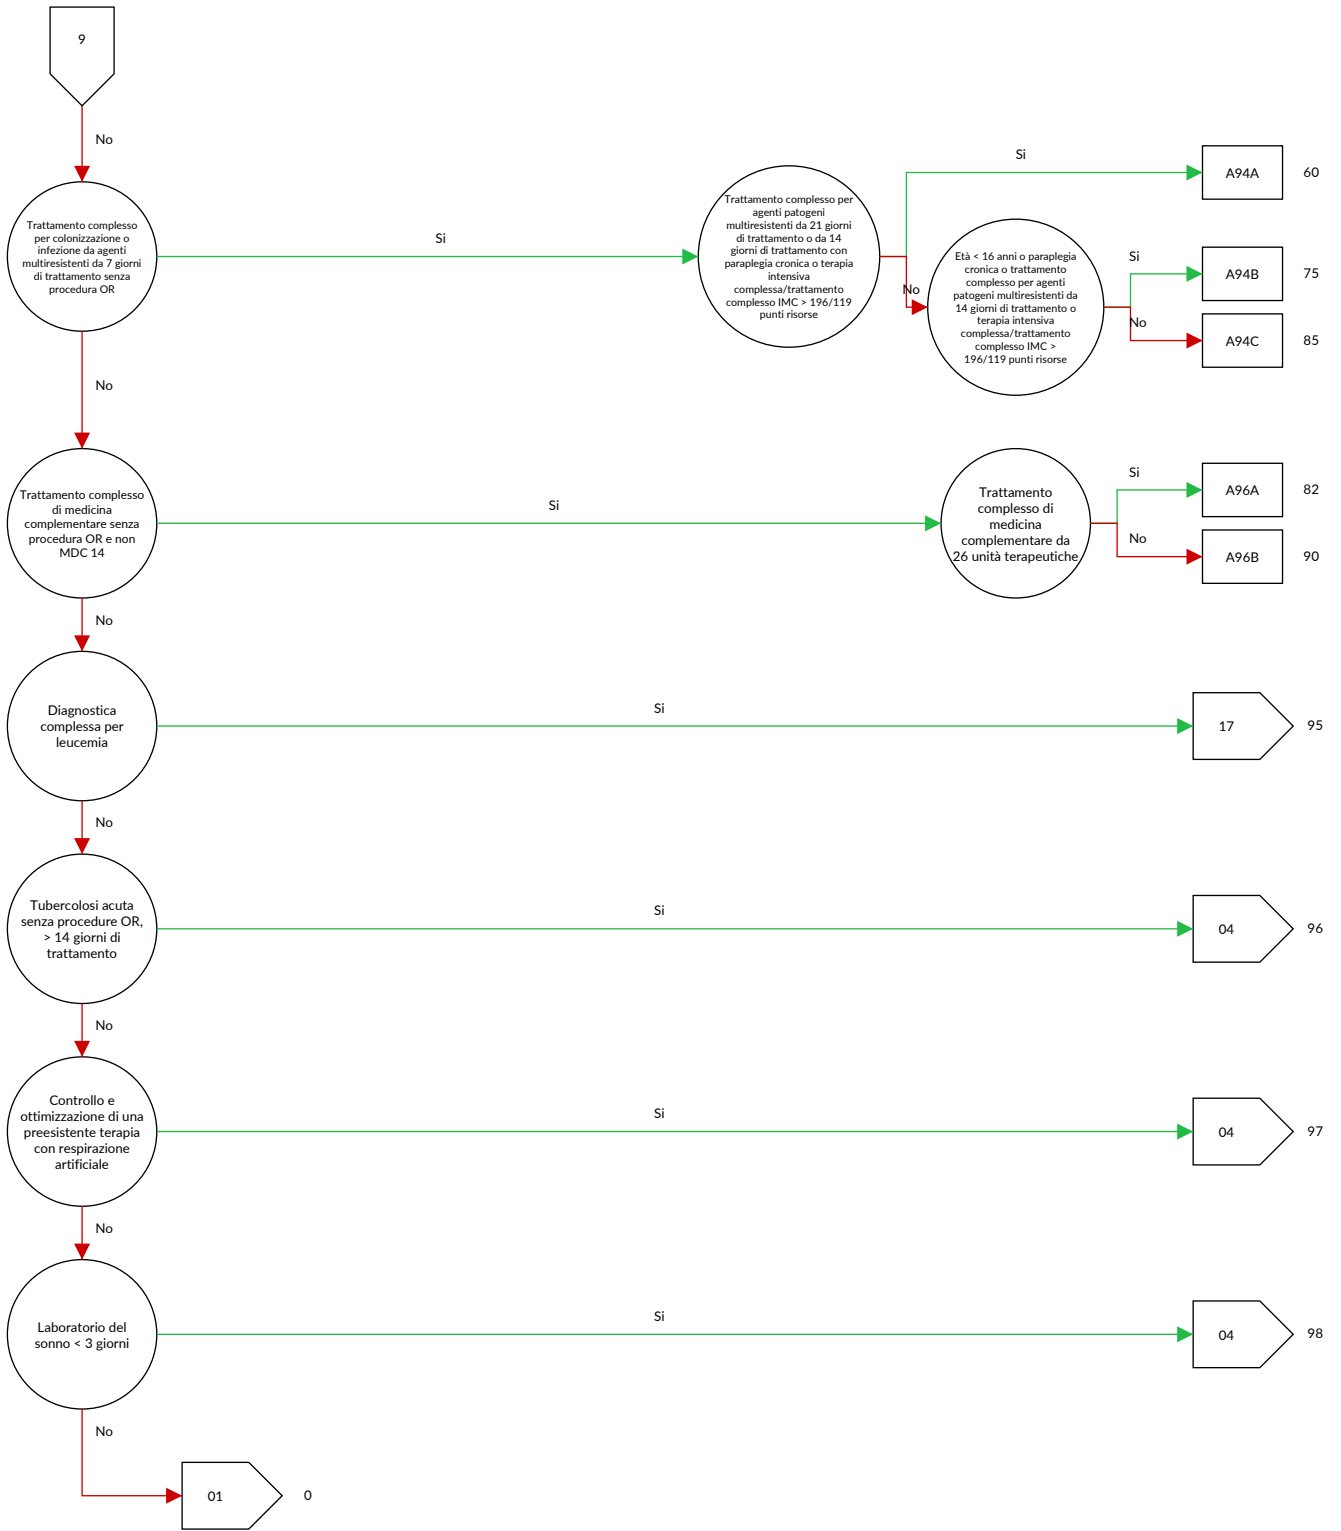 9
No
Trattamento complesso
per colonizzazione o
infezione da agenti
multiresistenti da 7 giorni
di trattamento senza
procedura OR
Si
Trattamento complesso per
agenti patogeni
multiresistenti da 21 giorni
di trattamento o da 14
giorni di trattamento con
paraplegia cronica o terapia
intensiva
complessa/trattamento
complesso IMC > 196/119
punti risorse
Si
A94A
60
No
Età < 16 anni o paraplegia
cronica o trattamento
complesso per agenti
patogeni multiresistenti da
14 giorni di trattamento o
terapia intensiva
complessa/trattamento
complesso IMC >
196/119 punti risorse
Si
A94B
75
No
A94C
85
No
Trattamento complesso
di medicina
complementare senza
procedura OR e non
MDC 14
Si
Trattamento
complesso di
medicina
complementare da
26 unità terapeutiche
Si
A96A
82
No
A96B
90
No
Diagnostica
complessa per
leucemia
Si
17
95
No
Tubercolosi acuta
senza procedure OR,
> 14 giorni di
trattamento
Si
04
96
No
Controllo e
ottimizzazione di una
preesistente terapia
con respirazione
artificiale
Si
04
97
No
Laboratorio del
sonno < 3 giorni
Si
04
98
No
01
0